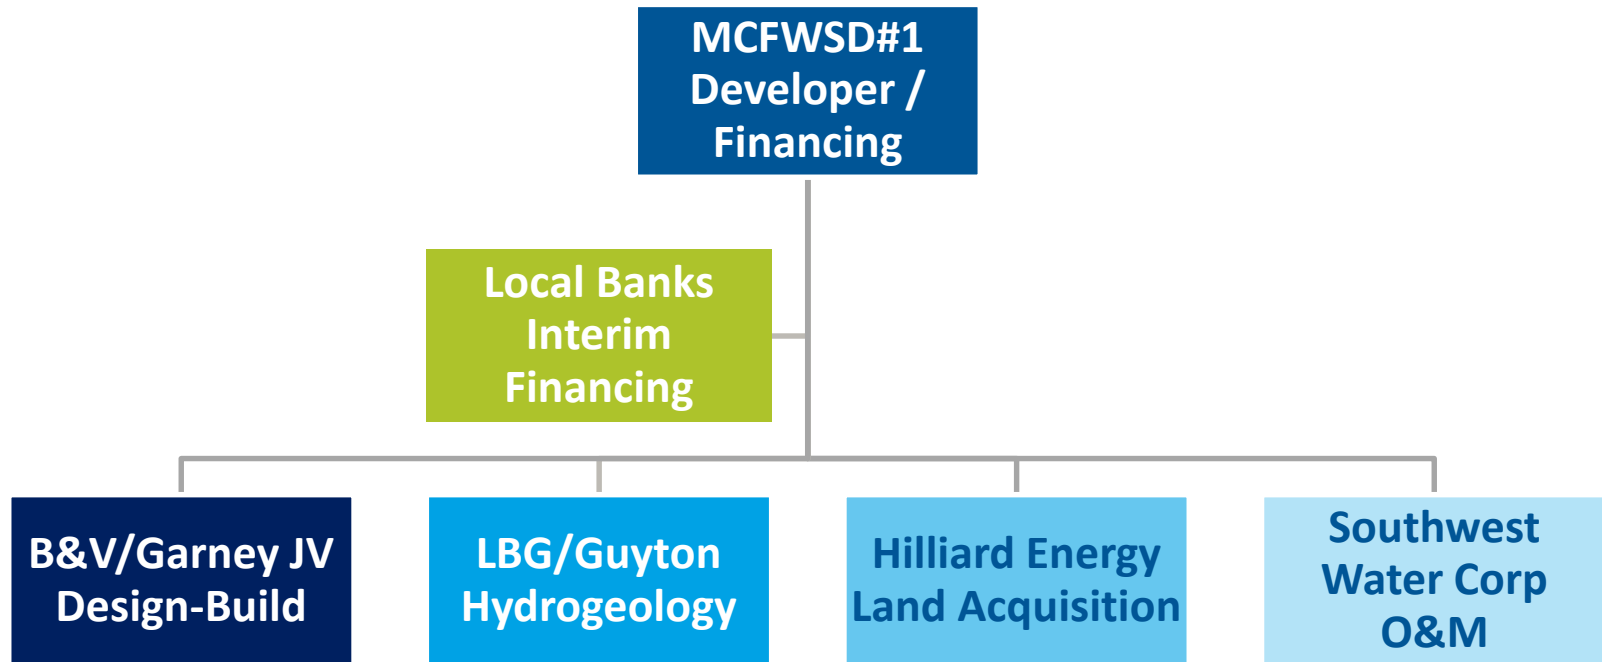 MCFWSD#1
Developer /
Financing
Local Banks
Interim
Financing
B&V/Garney JV
Design-Build
LBG/Guyton
Hydrogeology
Hilliard Energy
Land Acquisition
Southwest
Water Corp
O&M